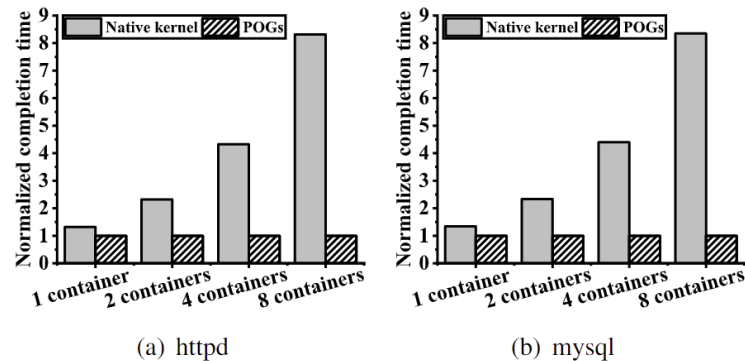 Normalized completion time
9
8
7
6
5
4
3
2
1
0
Native kernel POGs
1 container 2 containers 4 containers 8 containers
(a) httpd
Normalized completion time
9
8
7
6
5
4
3
2
1
0
Native kernel POGs
1 container 2 containers 4 containers 8 containers
(b) mysql